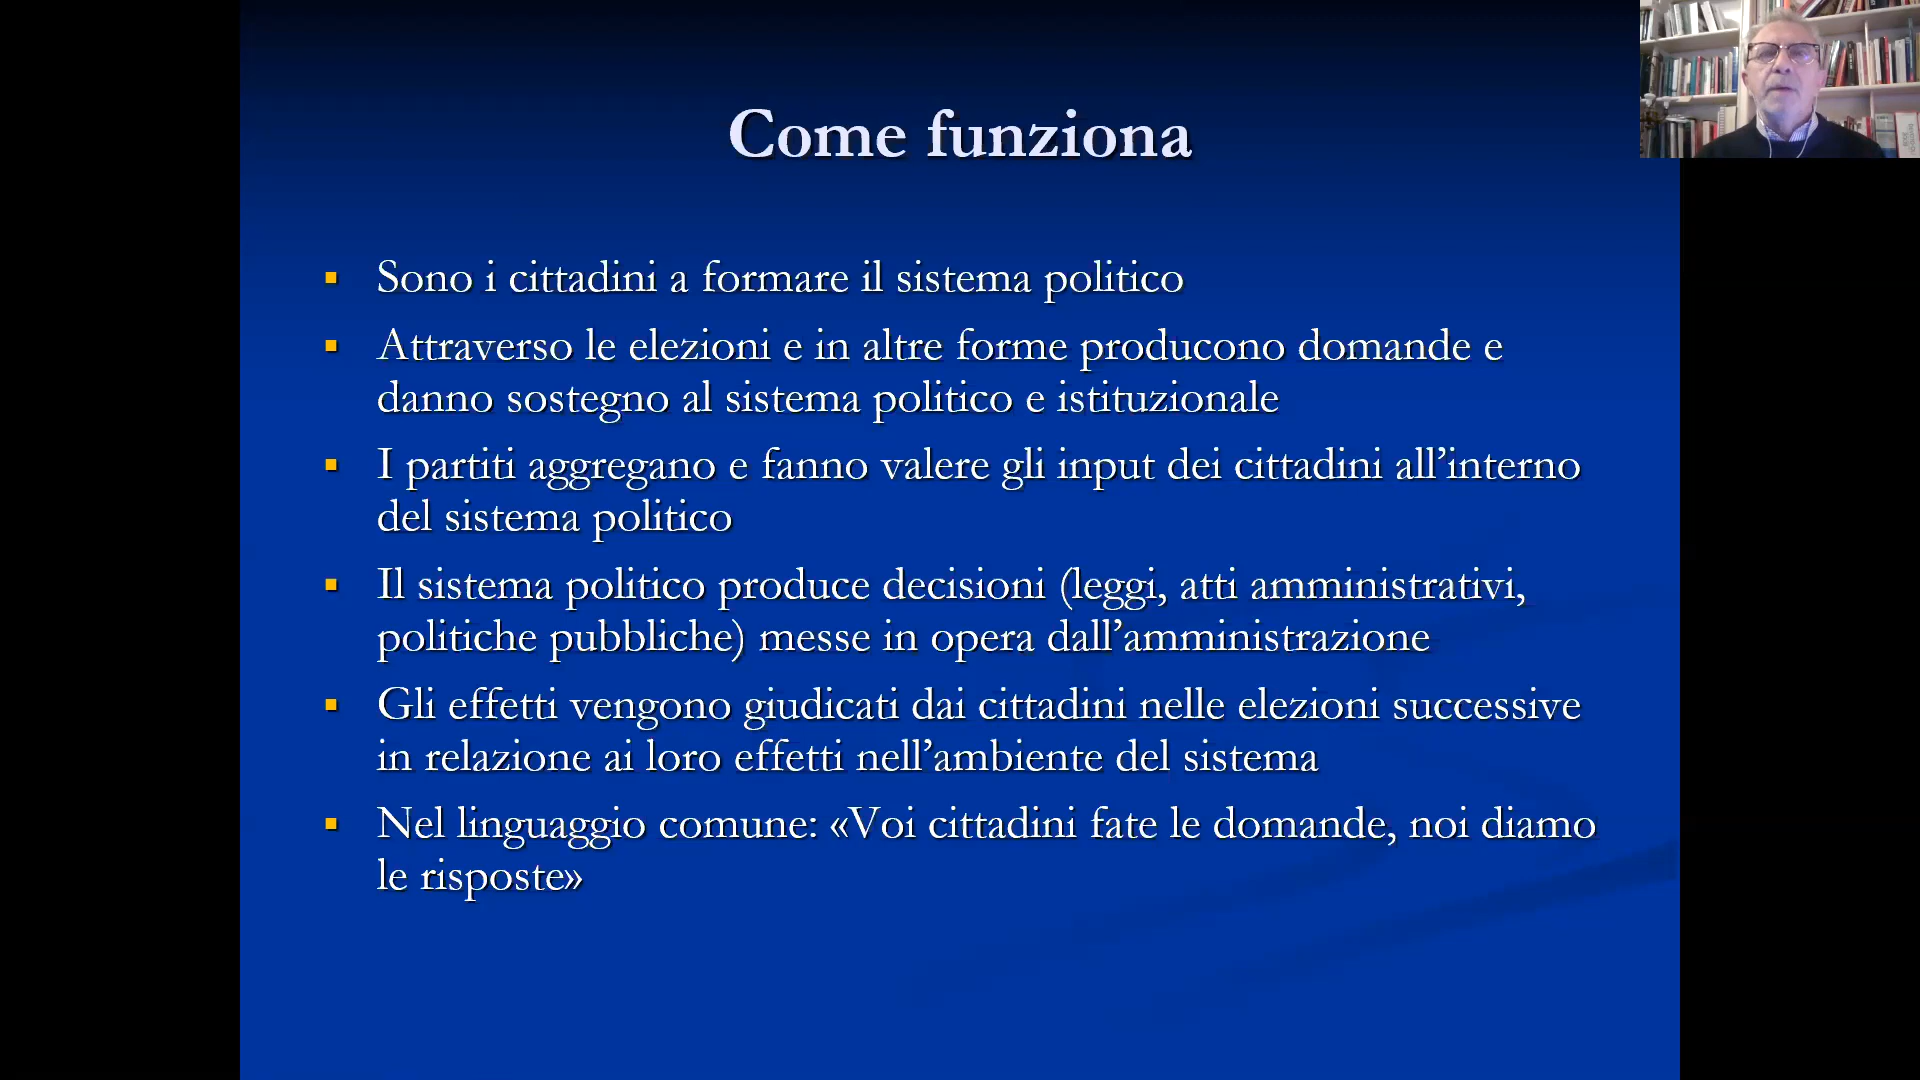 Come funziona
▪ Sono i cittadini a formare il sistema politico
▪ Attraverso le elezioni e in altre forme producono domande e
danno sostegno al sistema politico e istituzionale
▪ I partiti aggregano e fanno valere gli input dei cittadini all’interno
del sistema politico
▪ Il sistema politico produce decisioni (leggi, atti amministrativi,
politiche pubbliche) messe in opera dall’amministrazione
▪ Gli effetti vengono giudicati dai cittadini nelle elezioni successive
in relazione ai loro effetti nell’ambiente del sistema
▪ Nel linguaggio comune: «Voi cittadini fate le domande, noi diamo
le risposte»